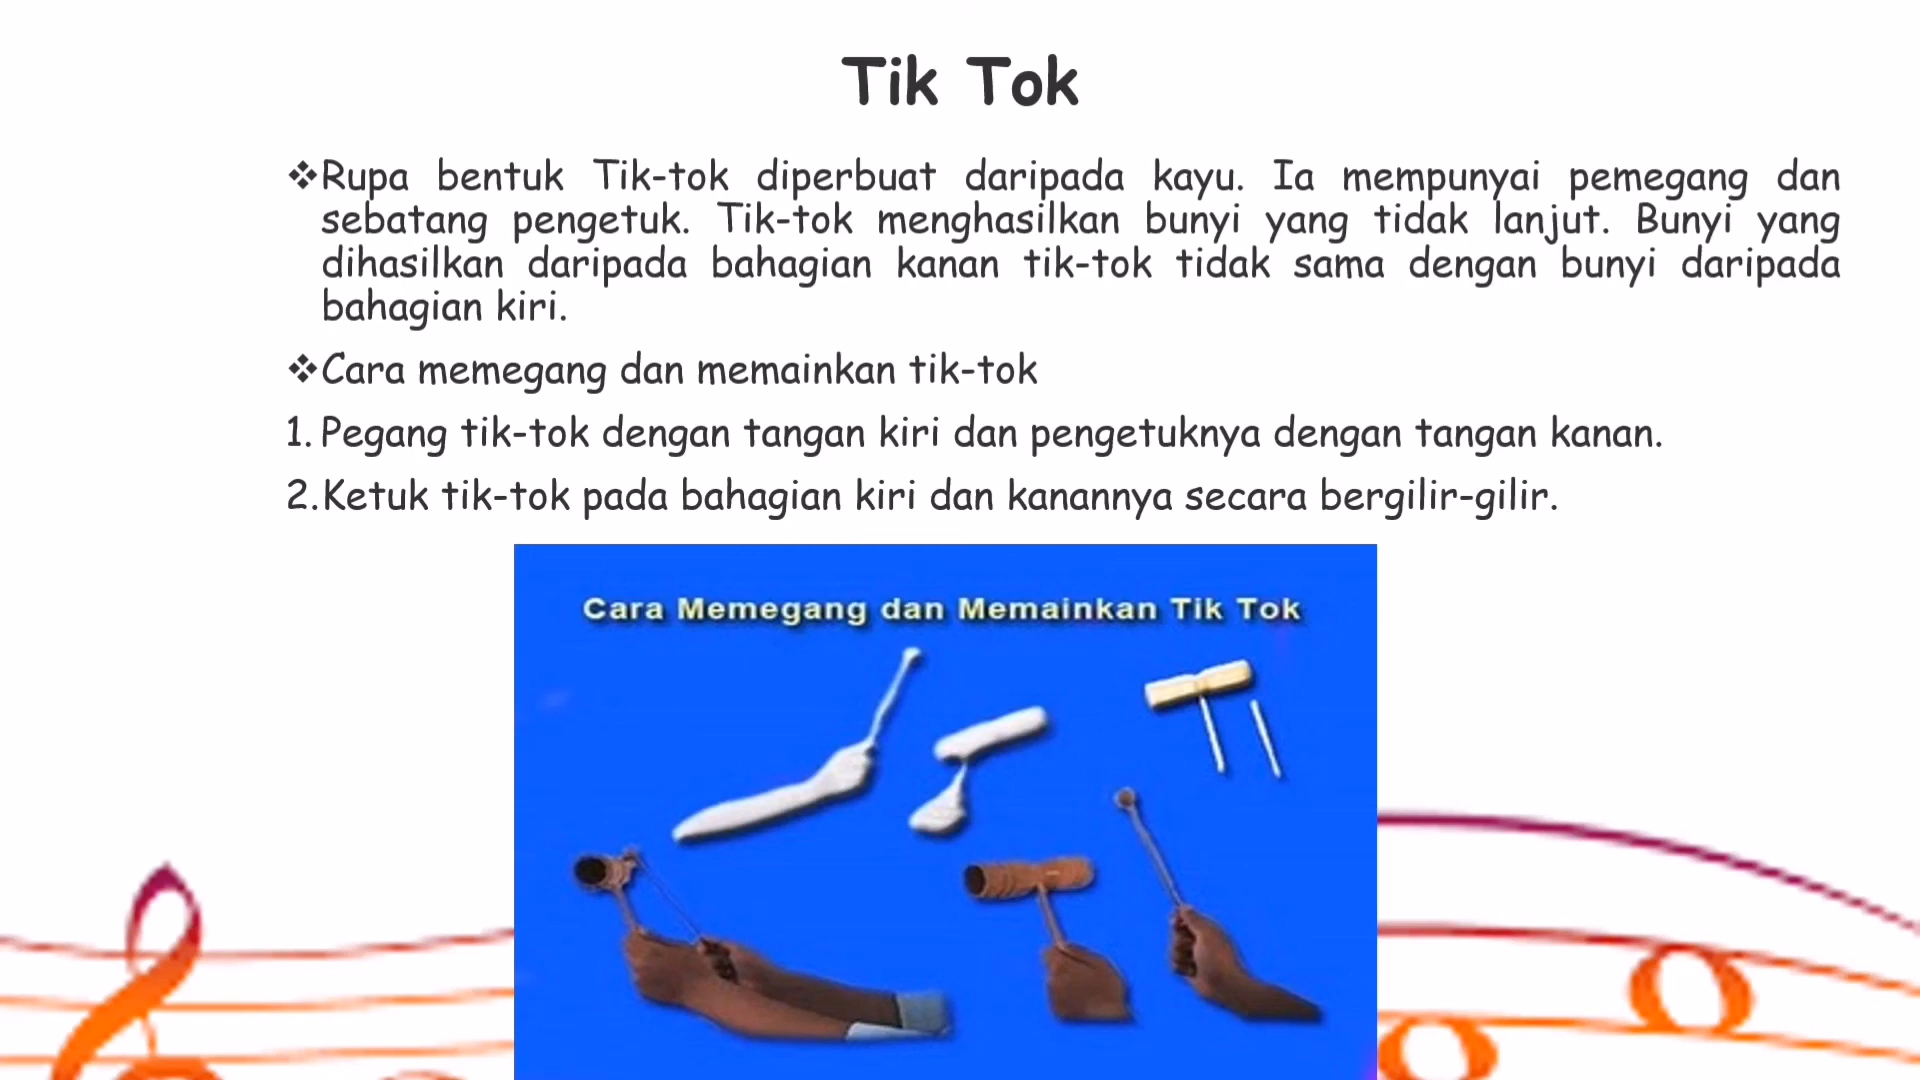 Tik Tok
❖Rupa bentuk Tik-tok diperbuat daripada kayu. Ia mempunyai pemegang dan
sebatang pengetuk. Tik-tok menghasilkan bunyi yang tidak lanjut. Bunyi yang
dihasilkan daripada bahagian kanan tik-tok tidak sama dengan bunyi daripada
bahagian kiri.
❖Cara memegang dan memainkan tik-tok
1. Pegang tik-tok dengan tangan kiri dan pengetuknya dengan tangan kanan.
2.Ketuk tik-tok pada bahagian kiri dan kanannya secara bergilir-gilir.
Cara Memegang dan Memainkan Tik Tok